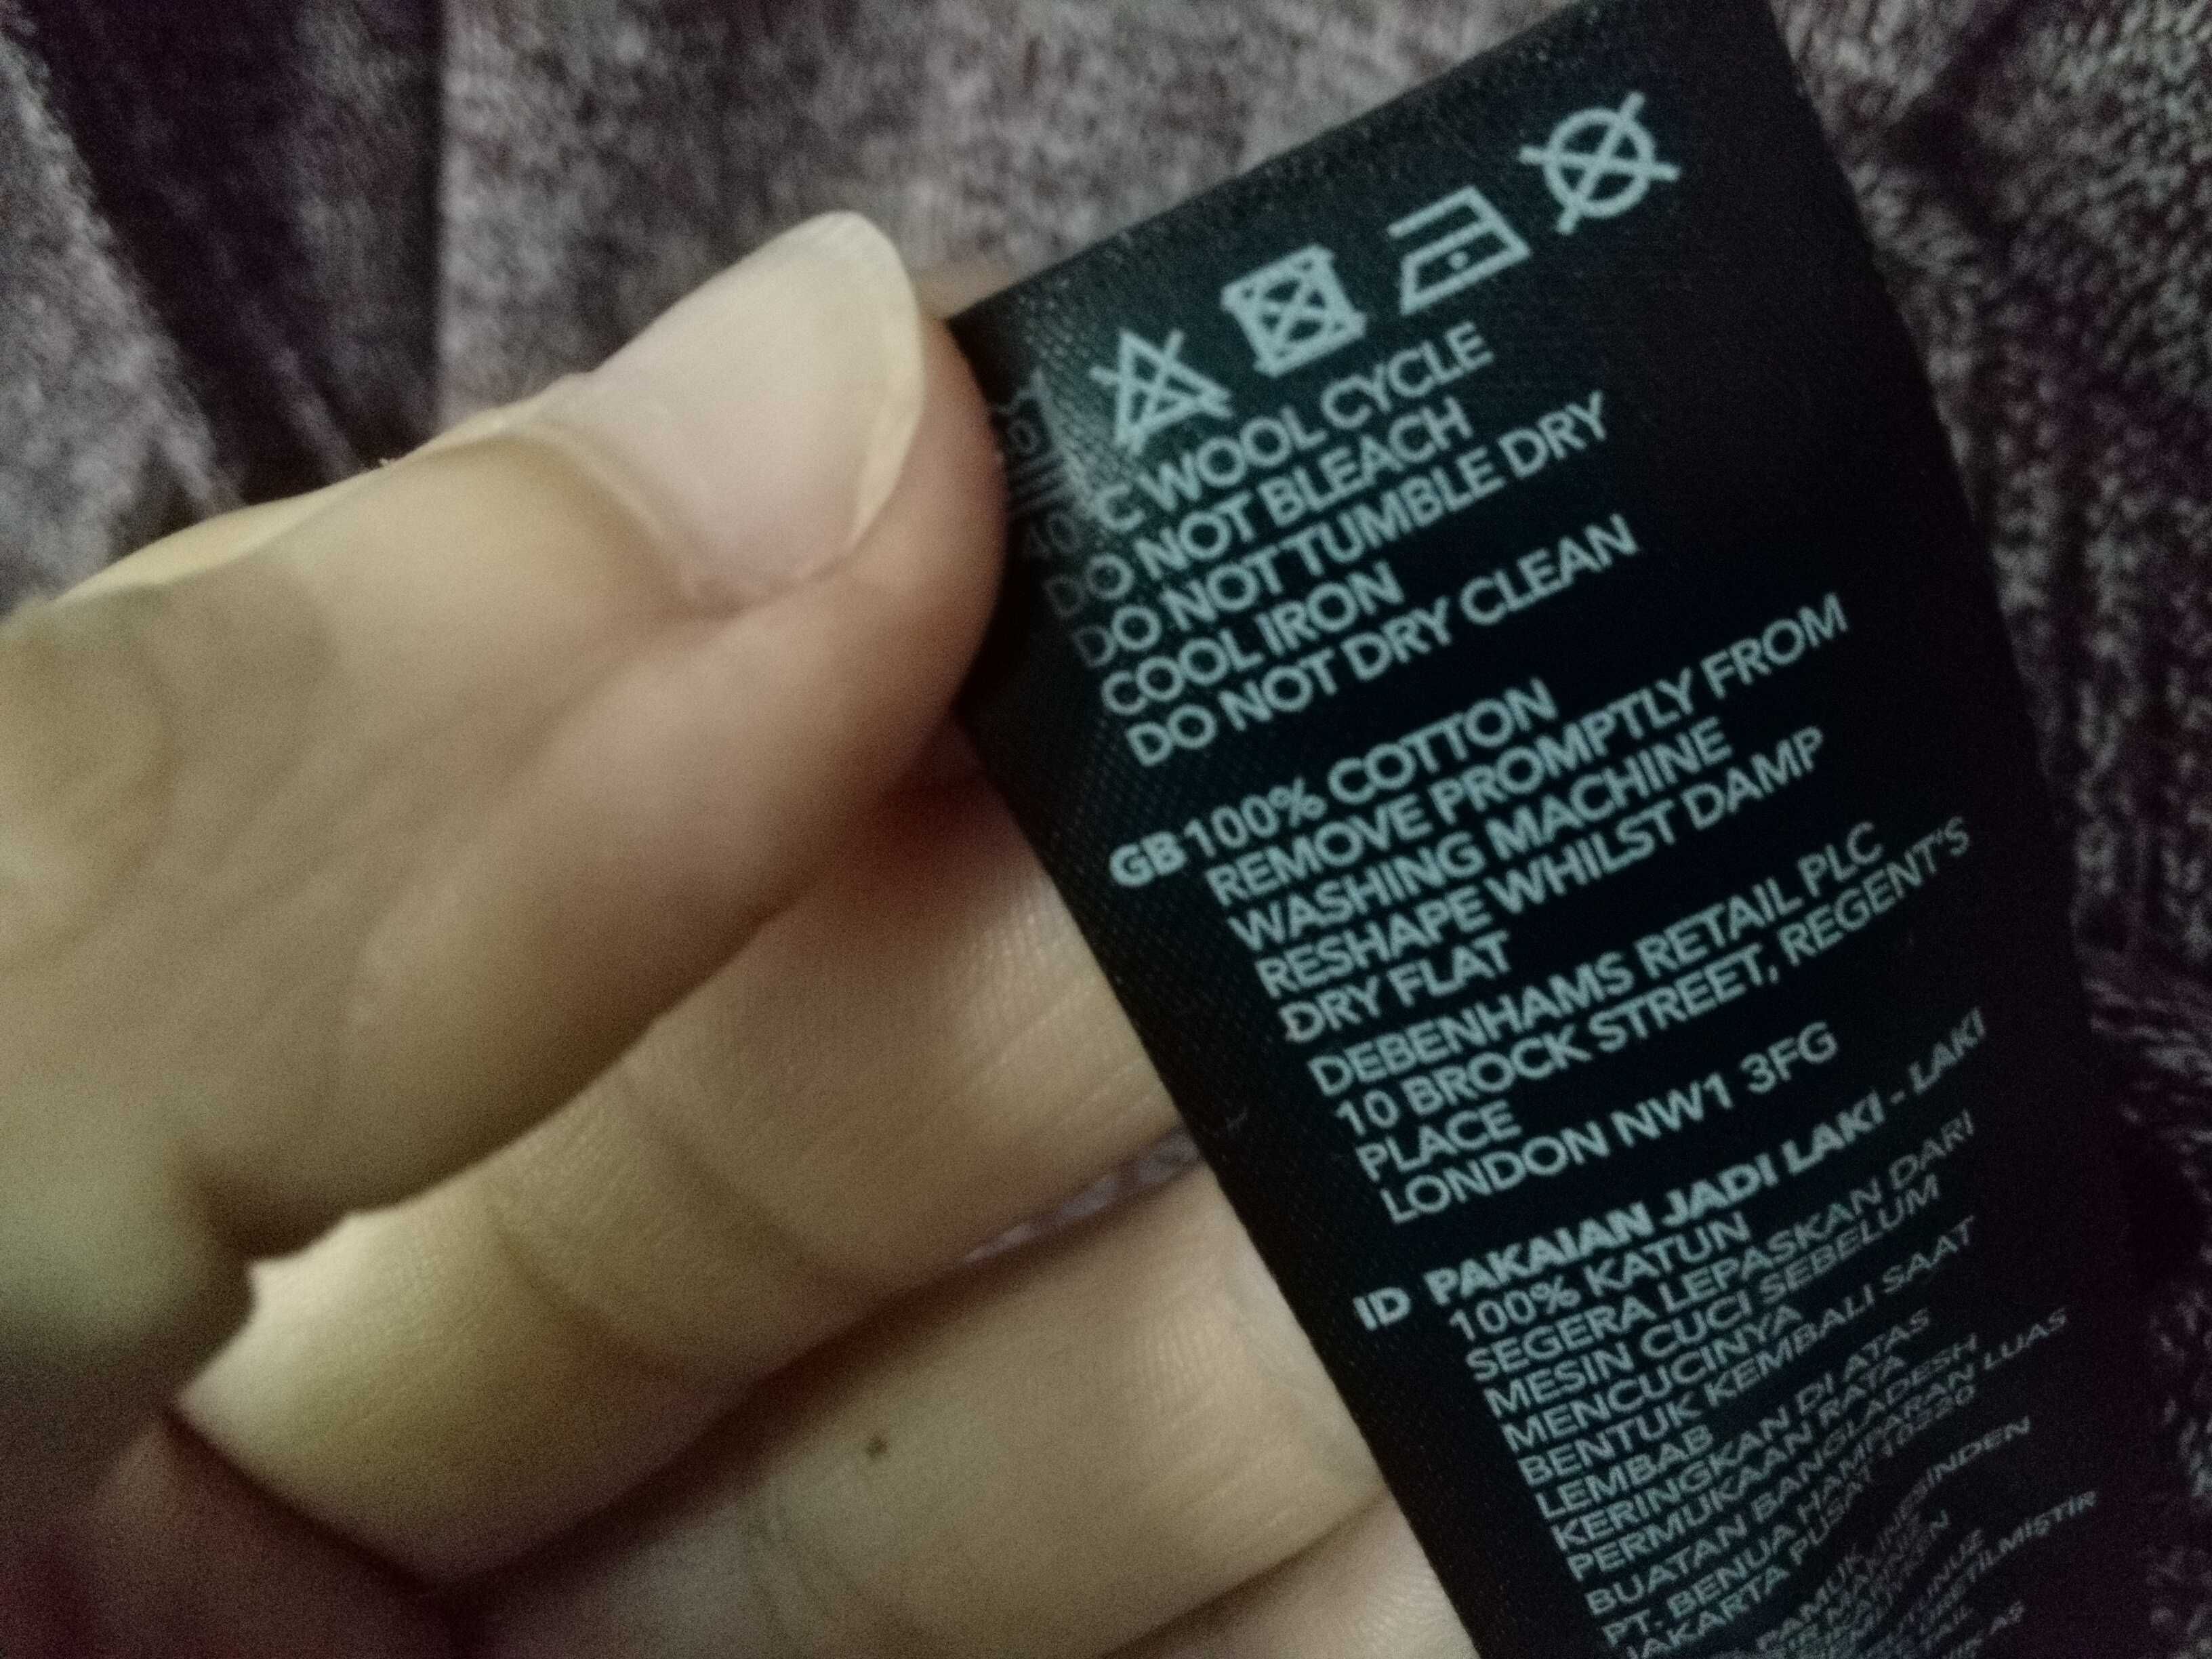 40°C WOOL CYCLE
DO NOT BLEACH
DO NOT TUMBLE DRY
COOL IRON
DO NOT DRY CLEAN
GB 100% COTTON
REMOVE PROMPTLY FROM
WASHING MACHINE
RESHAPE WHILST DAMP
DRY FLAT
DEBENHAMS RETAIL PLC
10 BROCK STREET, REGENT'S
PLACE
LONDON NW1 3FG
ID PAKAIAN JADI LAKI - LAKI
100% KATUN
SEGERA LEPASKAN DARI
MESIN CUCI SEBELUM
MENCUCINYA
BENTUK KEMBALI SAAT
LEMBAB
KERINGKAN DI ATAS
PERMUKAAN RATA
BUATAN BANGLADESH
PT. BENUA HAMPARAN LUAS
JAKARTA PUSAT 10220